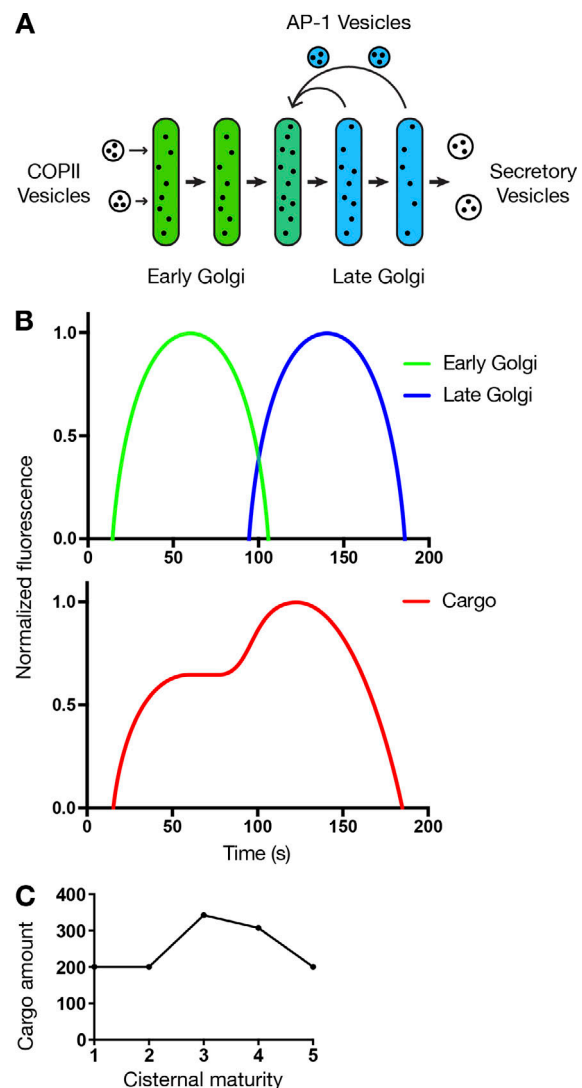 A
AP-1 Vesicles
COPII
Vesicles
Secretory
Vesicles
Early Golgi
Late Golgi
B
Normalized fluorescence
1.0
0.5
0.0
0
50
100
150
200
Early Golgi
Late Golgi
1.0
0.5
0.0
0
50
100
150
200
Cargo
Time (s)
C
Cargo amount
400
300
200
100
0
1
2
3
4
5
Cisternal maturity